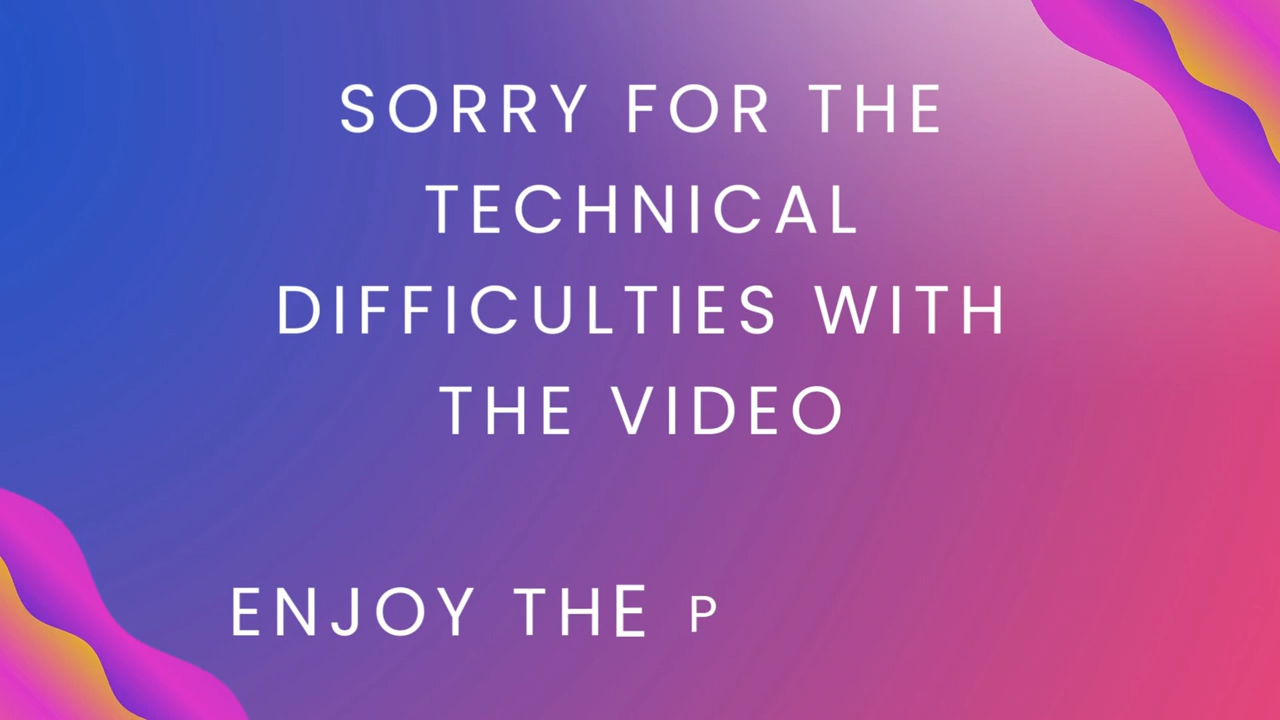 SORRY FOR THE
TECHNICAL
DIFFICULTIES WITH
THE VIDEO
ENJOY THE P